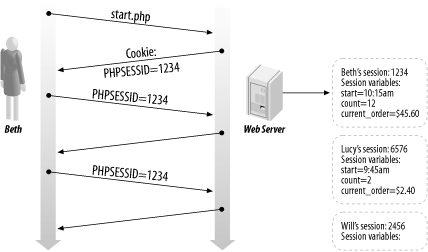 start.php
Cookie:
PHPSESSID=1234
PHPSESSID=1234
PHPSESSID=1234
Beth
Web Server
Beth's session: 1234
Session variables:
start=10:15am
count=12
current_order=$45.60
Lucy's session: 6576
Session variables:
start=9:45am
count=2
current_order=$2.40
Will's session: 2456
Session variables: